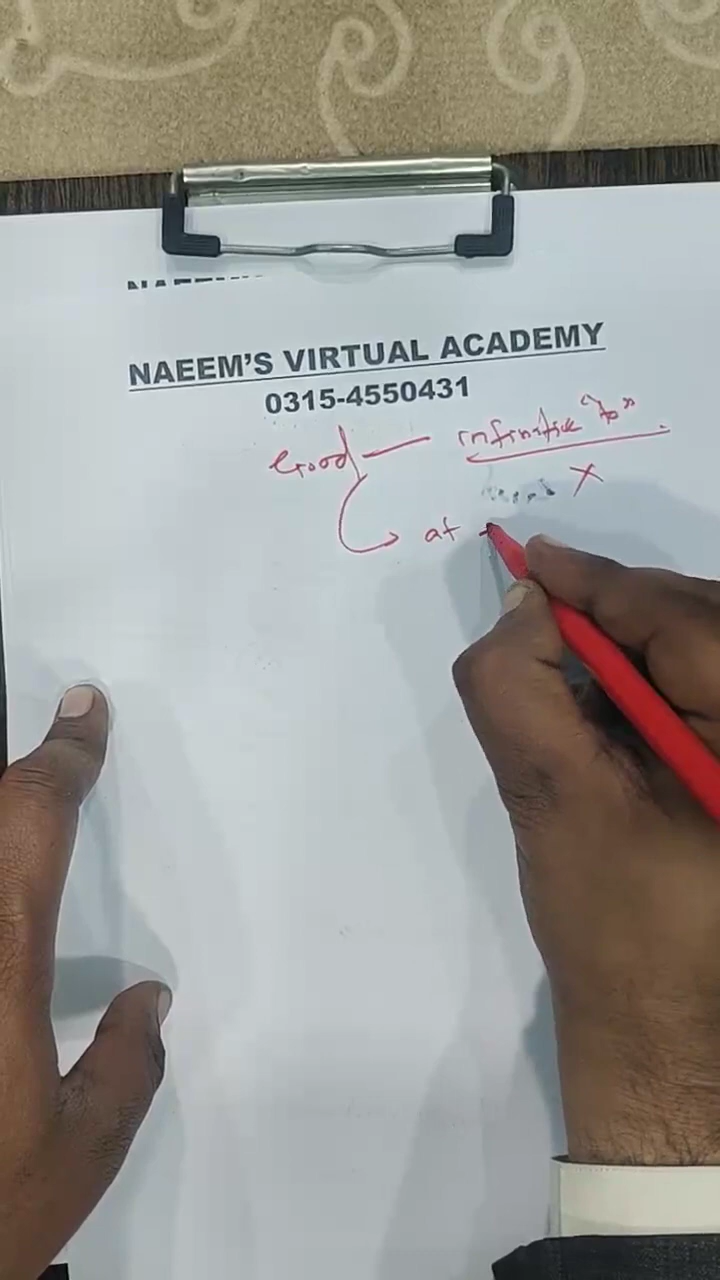 NAEEM'S VIRTUAL ACADEMY
0315-4550431
Good — infinitive "to"
X
at